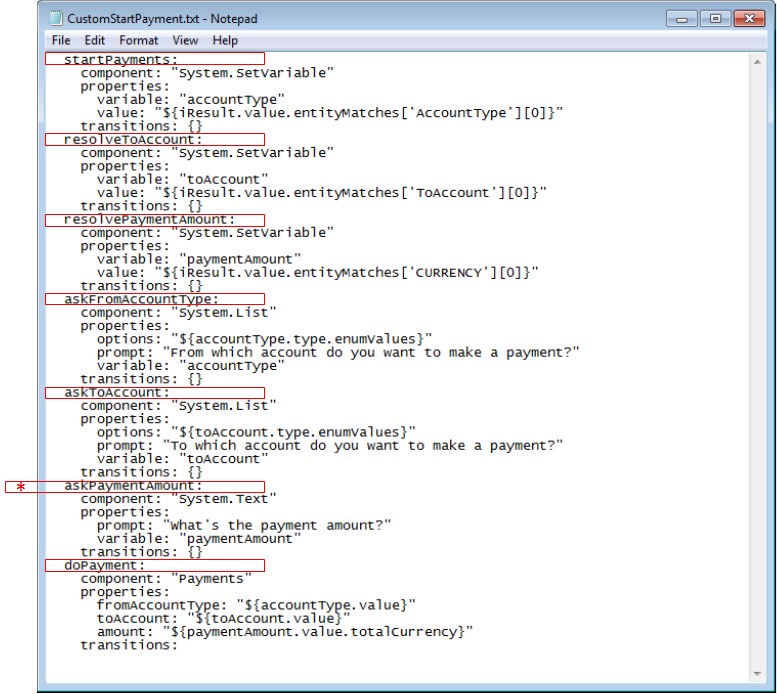 CustomStartPayment.txt - Notepad
File Edit Format View Help
startPayments:
component: "System.SetVariable"
properties:
variable: "accountType"
value: "${iResult.value.entityMatches['AccountType'][0]}"
transitions: {}
resolveToAccount:
component: "System.SetVariable"
properties:
variable: "toAccount"
value: "${iResult.value.entityMatches['ToAccount'][0]}"
transitions: {}
resolvePaymentAmount:
component: "System.SetVariable"
properties:
variable: "paymentAmount"
value: "${iResult.value.entityMatches['CURRENCY'][0]}"
transitions: {}
askFromAccountType:
component: "System.List"
properties:
options: "${accountType.type.enumValues}"
prompt: "From which account do you want to make a payment?"
variable: "accountType"
transitions: {}
askToAccount:
component: "System.List"
properties:
options: "${toAccount.type.enumValues}"
prompt: "To which account do you want to make a payment?"
variable: "toAccount"
transitions: {}
* askPaymentAmount:
component: "System.Text"
properties:
prompt: "What's the payment amount?"
variable: "paymentAmount"
transitions: {}
doPayment:
component: "Payments"
properties:
fromAccountType: "${accountType.value}"
toAccount: "${toAccount.value}"
amount: "${paymentAmount.value.totalCurrency}"
transitions: